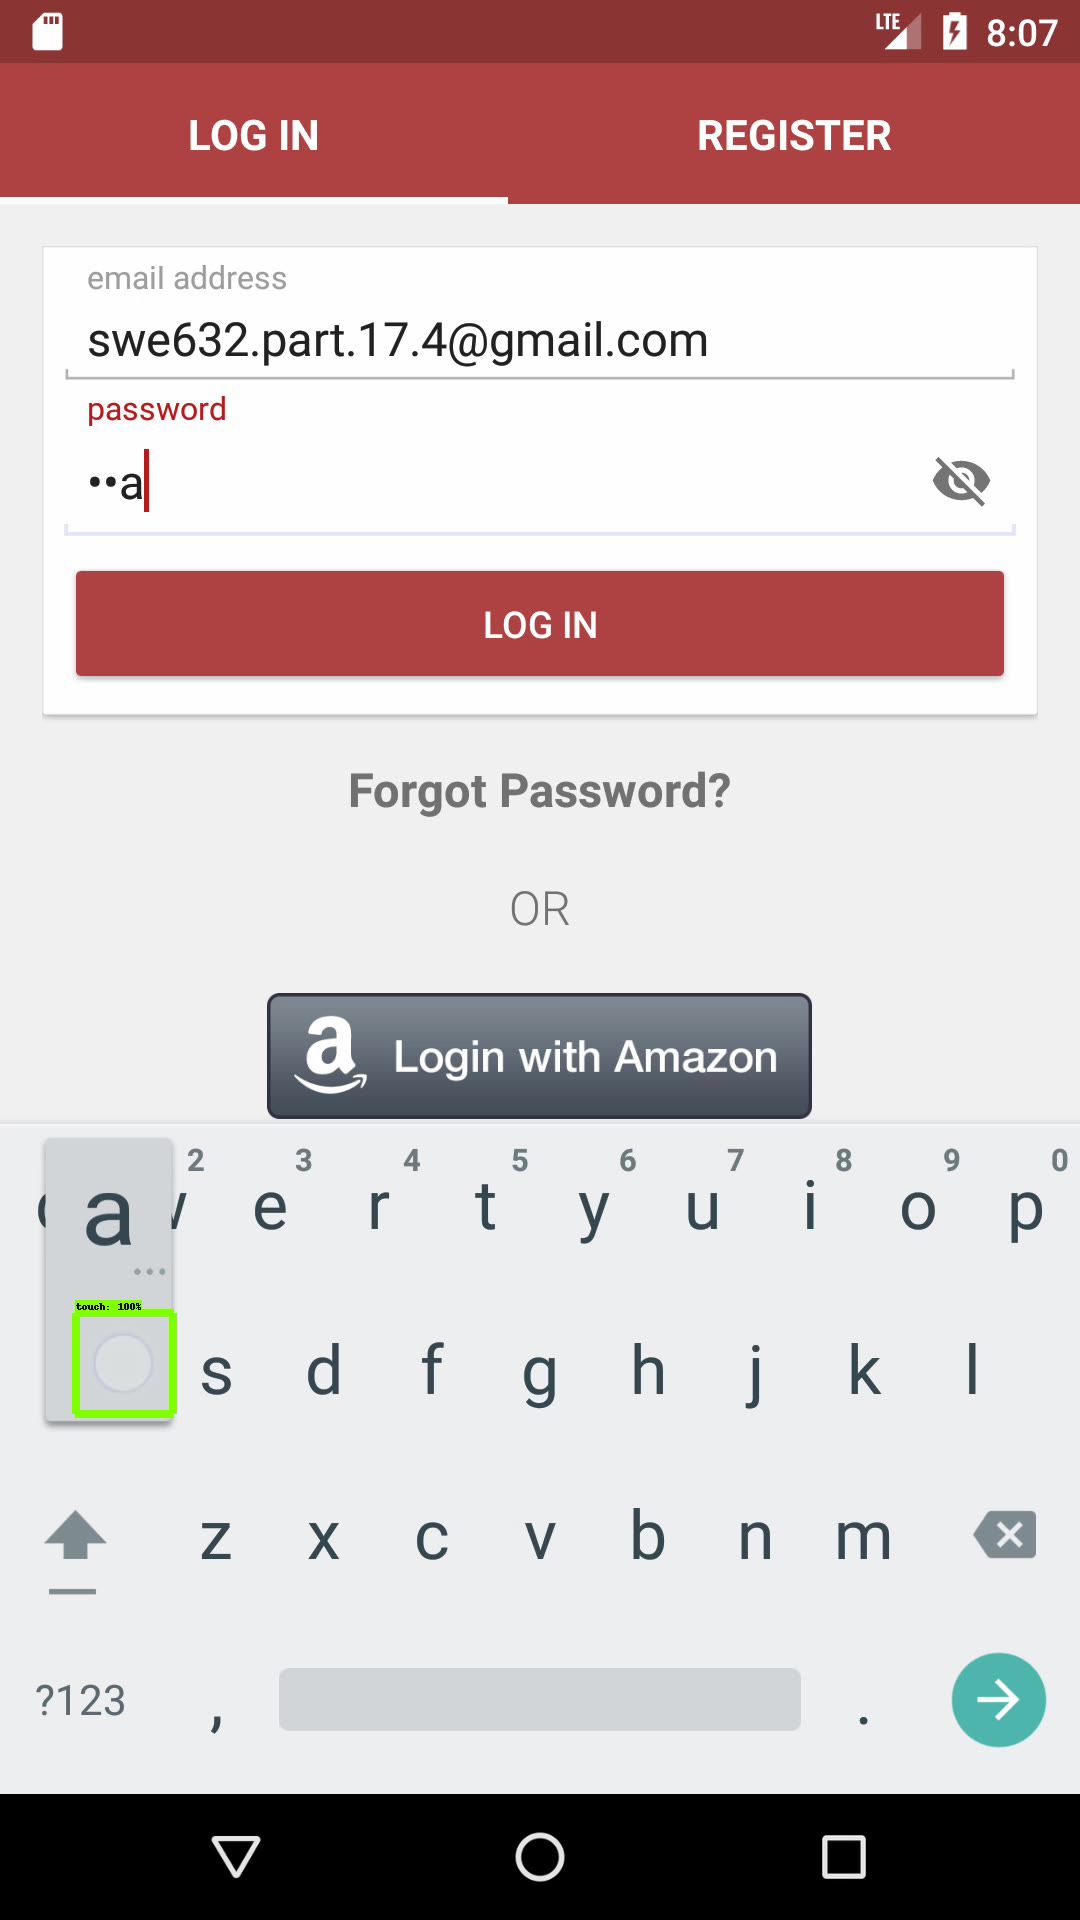 LTE 8:07
LOG IN REGISTER
email address
swe632.part.17.4@gmail.com
password
••a
LOG IN
Forgot Password?
OR
a Login with Amazon
2 3 4 5 6 7 8 9 0
a e r t y u i o p
touch: 100%
s d f g h j k l
z x c v b n m
?123 , .